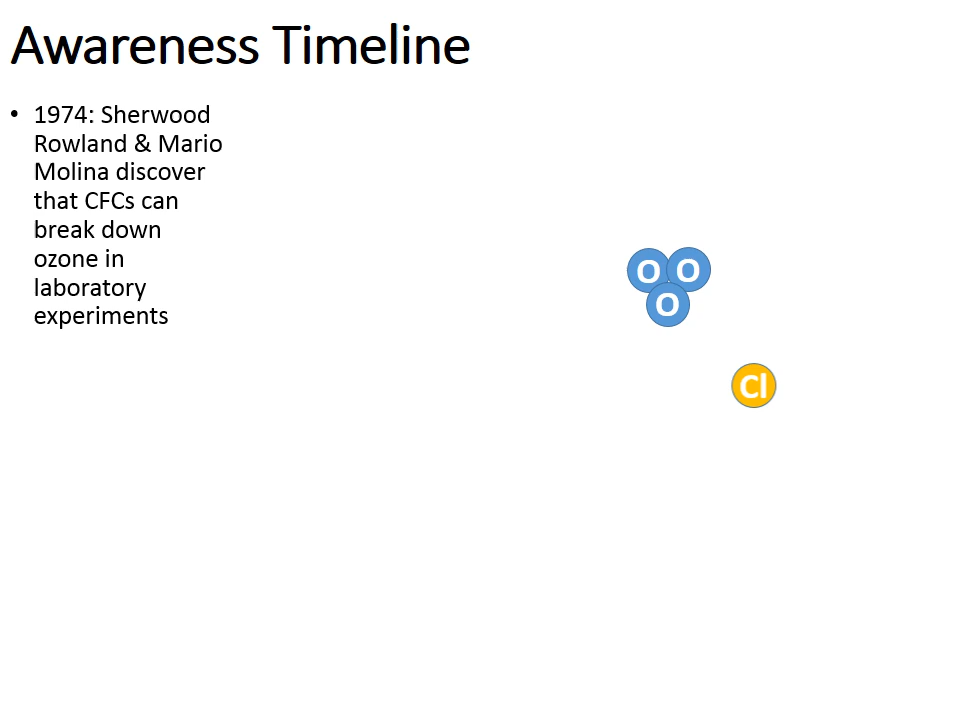 Awareness Timeline
• 1974: Sherwood
Rowland & Mario
Molina discover
that CFCs can
break down
ozone in
laboratory
experiments
O O
O
Cl